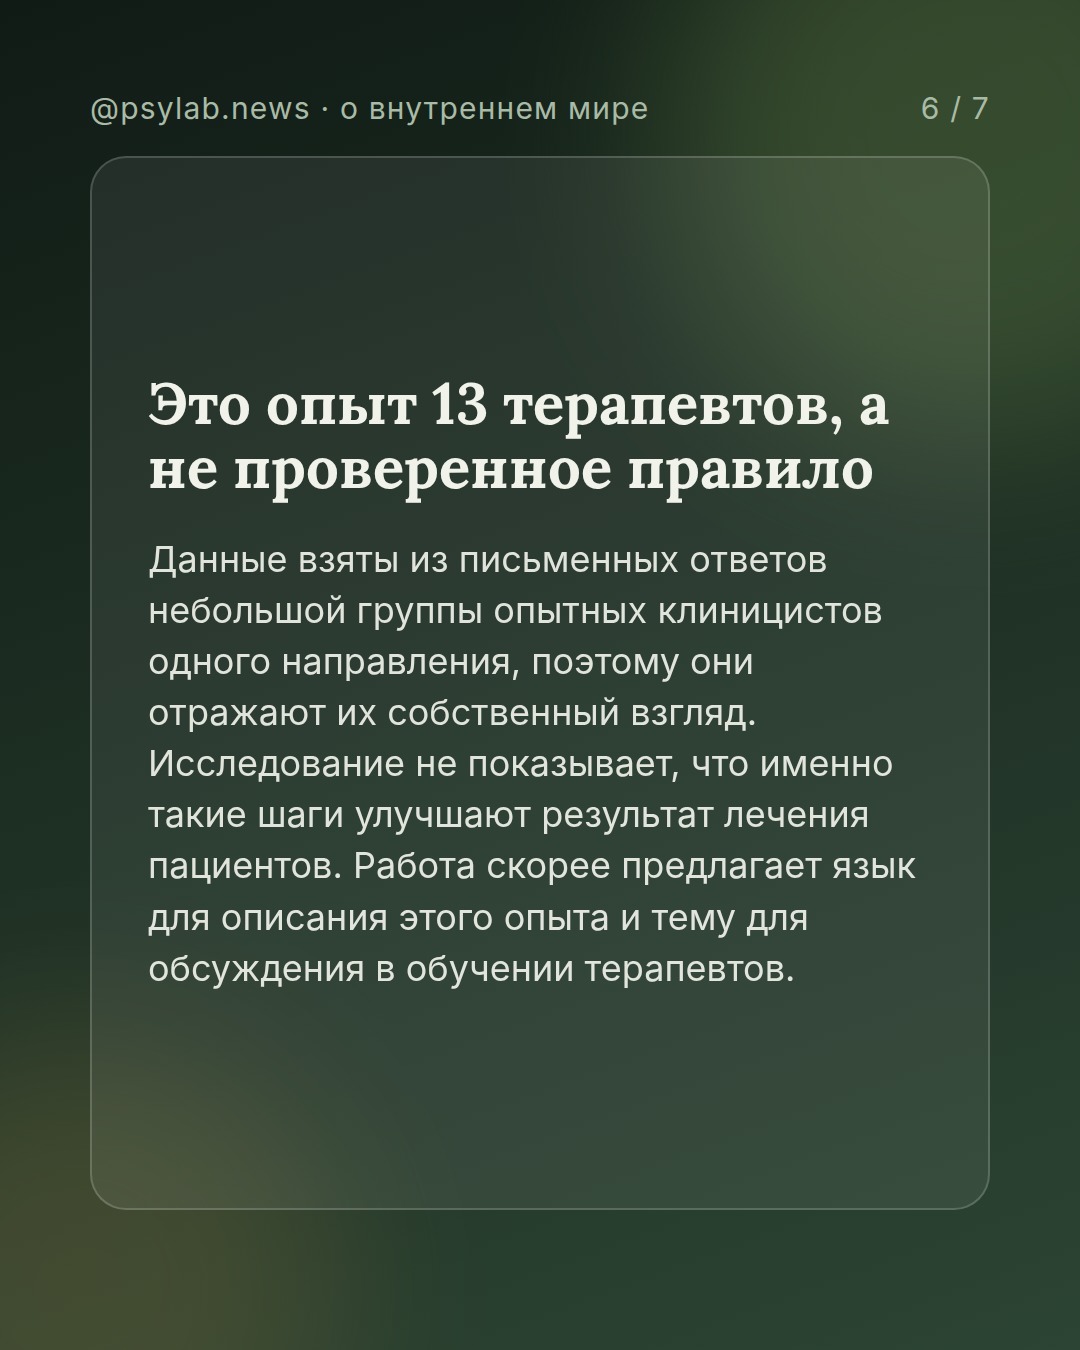 @psylab.news · о внутреннем мире
6 / 7
Это опыт 13 терапевтов, а
не проверенное правило
Данные взяты из письменных ответов
небольшой группы опытных клиницистов
одного направления, поэтому они
отражают их собственный взгляд.
Исследование не показывает, что именно
такие шаги улучшают результат лечения
пациентов. Работа скорее предлагает язык
для описания этого опыта и тему для
обсуждения в обучении терапевтов.